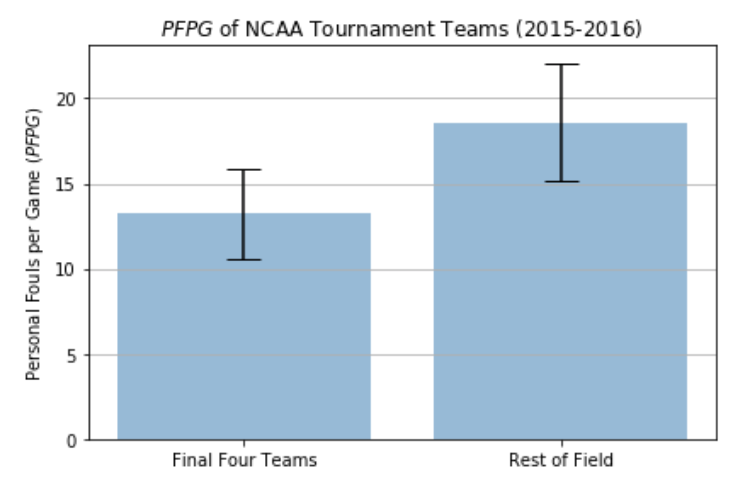 PFPG of NCAA Tournament Teams (2015-2016)
Personal Fouls per Game (PFPG)
20
15
10
5
0
Final Four Teams
Rest of Field